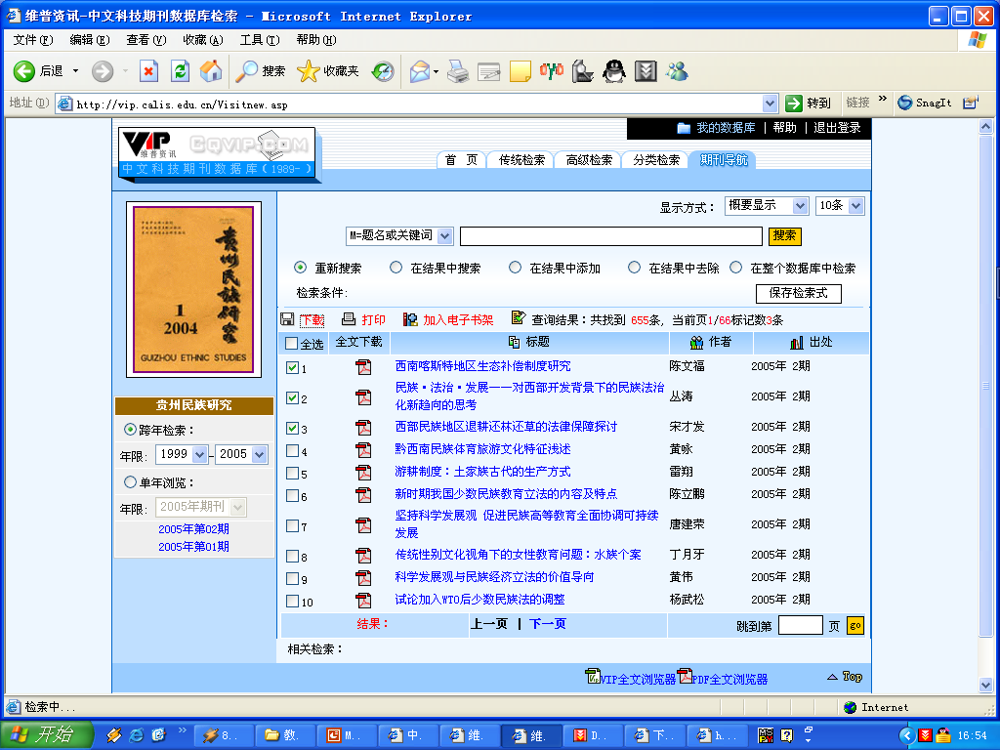 维普资讯-中文科技期刊数据库检索 - Microsoft Internet Explorer
文件(F) 编辑(E) 查看(V) 收藏(A) 工具(T) 帮助(H)
后退 搜索 收藏夹
地址(D) http://vip.calis.edu.cn/Visitnew.asp 转到 链接 » SnagIt
我的数据库 | 帮助 | 退出登录
VIP 维普资讯 CQVIP.COM
中文科技期刊数据库(1989-)
首 页 传统检索 高级检索 分类检索 期刊导航
显示方式: 概要显示 10条
M=题名或关键词 搜索
重新搜索 在结果中搜索 在结果中添加 在结果中去除 在整个数据库中检索
检索条件: 保存检索式
贵州民族研究
1
2004
GUIZHOU ETHNIC STUDIES
贵州民族研究
跨年检索:
年限: 1999 - 2005
单年浏览:
年限: 2005年期刊
2005年第02期
2005年第01期
下载 打印 加入电子书架 查询结果:共找到 655条, 当前页1/66标记数3条
全选 全文下载 标题 作者 出处
1 西南喀斯特地区生态补偿制度研究 陈文福 2005年 2期
2 民族·法治·发展——对西部开发背景下的民族法治化新趋向的思考 丛涛 2005年 2期
3 西部民族地区退耕还林还草的法律保障探讨 宋才发 2005年 2期
4 黔西南民族体育旅游文化特征浅述 黄咏 2005年 2期
5 游耕制度:土家族古代的生产方式 雷翔 2005年 2期
6 新时期我国少数民族教育立法的内容及特点 陈立鹏 2005年 2期
7 坚持科学发展观 促进民族高等教育全面协调可持续发展 唐建荣 2005年 2期
8 传统性别文化视角下的女性教育问题:水族个案 丁月牙 2005年 2期
9 科学发展观与民族经济立法的价值导向 黄伟 2005年 2期
10 试论加入WTO后少数民族法的调整 杨武松 2005年 2期
结果: 上一页 | 下一页 跳到第 页 go
相关检索:
VIP全文浏览器 PDF全文浏览器 Top
检索中... Internet
开始 » 8. 教. M. 中. 维. 维. D. 下. h. 16:54